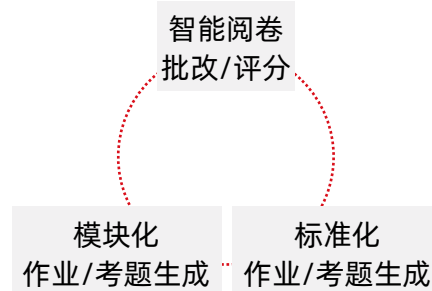 智能阅卷
批改/评分
模块化
作业/考题生成
标准化
作业/考题生成